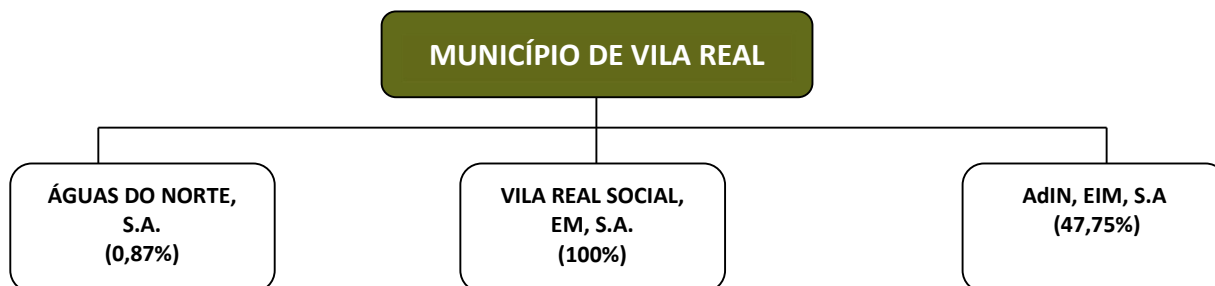 MUNICÍPIO DE VILA REAL
ÁGUAS DO NORTE,
S.A.
(0,87%)
VILA REAL SOCIAL,
EM, S.A.
(100%)
AdIN, EIM, S.A
(47,75%)